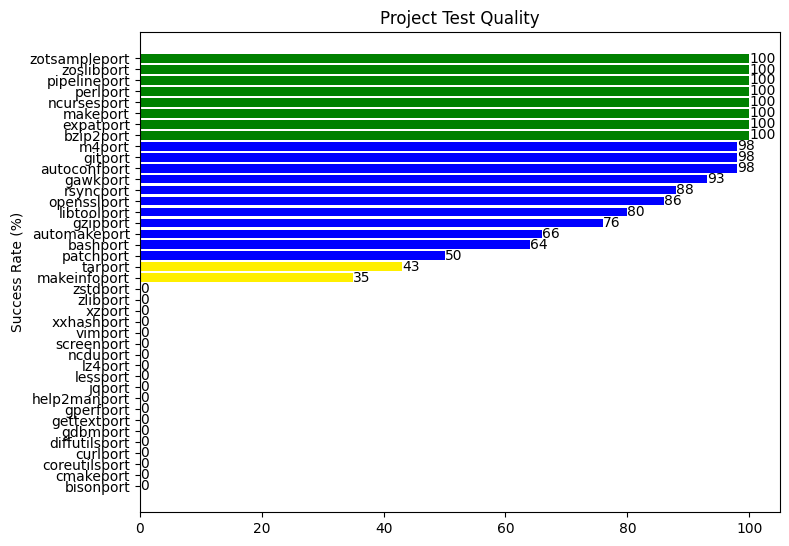 Project Test Quality
Success Rate (%)
zotsampleport 100
zoslibport 100
pipelineport 100
perlport 100
ncursesport 100
makeport 100
expatport 100
bzip2port 100
m4port 98
gitport 98
autoconfport 98
gawkport 93
rsyncport 88
opensslport 86
libtoolport 80
gzipport 76
automakeport 66
bashport 64
patchport 50
tarport 43
makeinfoport 35
zstdport 0
zlibport 0
xzport 0
xxhashport 0
vimport 0
screenport 0
ncduport 0
lz4port 0
lessport 0
jqport 0
help2manport 0
gperfport 0
gettextport 0
gdbmport 0
diffutilsport 0
curlport 0
coreutilsport 0
cmakeport 0
bisonport 0
0 20 40 60 80 100